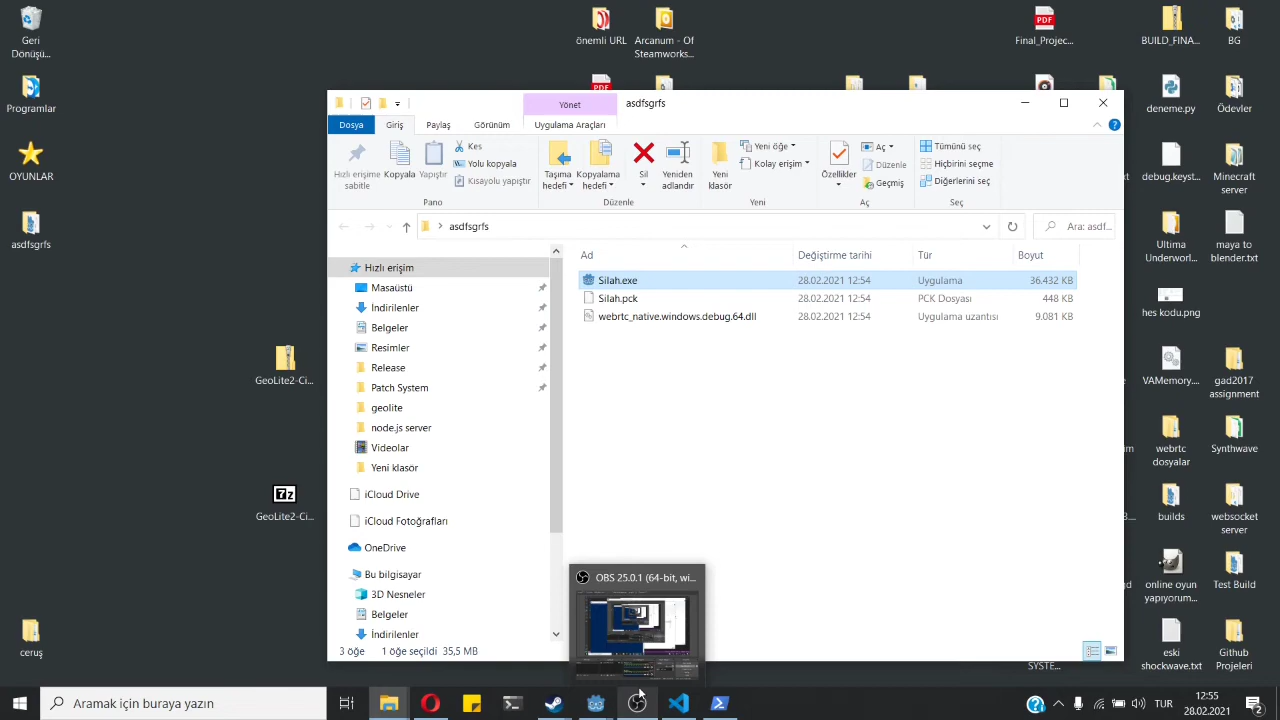 Geri
Dönüşü...
Programlar
OYUNLAR
asdfsgrfs
ceruş
GeoLite2-Ci...
GeoLite2-Ci...
önemli URL
Arcanum - Of
Steamworks...
Final_Projec...
BUILD_FINA...
BG
deneme.py
Ödevler
debug.keyst...
Minecraft
server
Ultima
Underworl...
maya to
blender.txt
hes kodu.png
VAMemory....
gad2017
assignment
webrtc
dosyalar
Synthwave
builds
websocket
server
online oyun
yapıyorum...
Test Build
SYSTE...
eski
shockwave.txt
Github
Projeleri
Yönet
asdfsgrfs
Dosya
Giriş
Paylaş
Görünüm
Uygulama Araçları
Hızlı erişime
sabitle
Kopyala
Yapıştır
Kes
Yolu kopyala
Kısayolu yapıştır
Pano
Taşıma
hedefi
Kopyalama
hedefi
Sil
Yeniden
adlandır
Düzenle
Yeni
klasör
Yeni öğe
Kolay erişim
Yeni
Özellikler
Aç
Düzenle
Geçmiş
Aç
Tümünü seç
Hiçbirini seçme
Diğerlerini seç
Seç
asdfsgrfs
Ara: asdf...
Ad
Değiştirme tarihi
Tür
Boyut
Silah.exe 28.02.2021 12:54 Uygulama 36.432 KB
Silah.pck 28.02.2021 12:54 PCK Dosyası 448 KB
webrtc_native.windows.debug.64.dll 28.02.2021 12:54 Uygulama uzantısı 9.081 KB
Hızlı erişim
Masaüstü
İndirilenler
Belgeler
Resimler
Release
Patch System
geolite
node.js server
Videolar
Yeni klasör
iCloud Drive
iCloud Fotoğrafları
OneDrive
Bu bilgisayar
3D Nesneler
Belgeler
İndirilenler
3 öğe
1 öğe seçildi 35,5 MB
OBS 25.0.1 (64-bit, wi...
Aramak için buraya yazın
TUR
12:55
28.02.2021
2